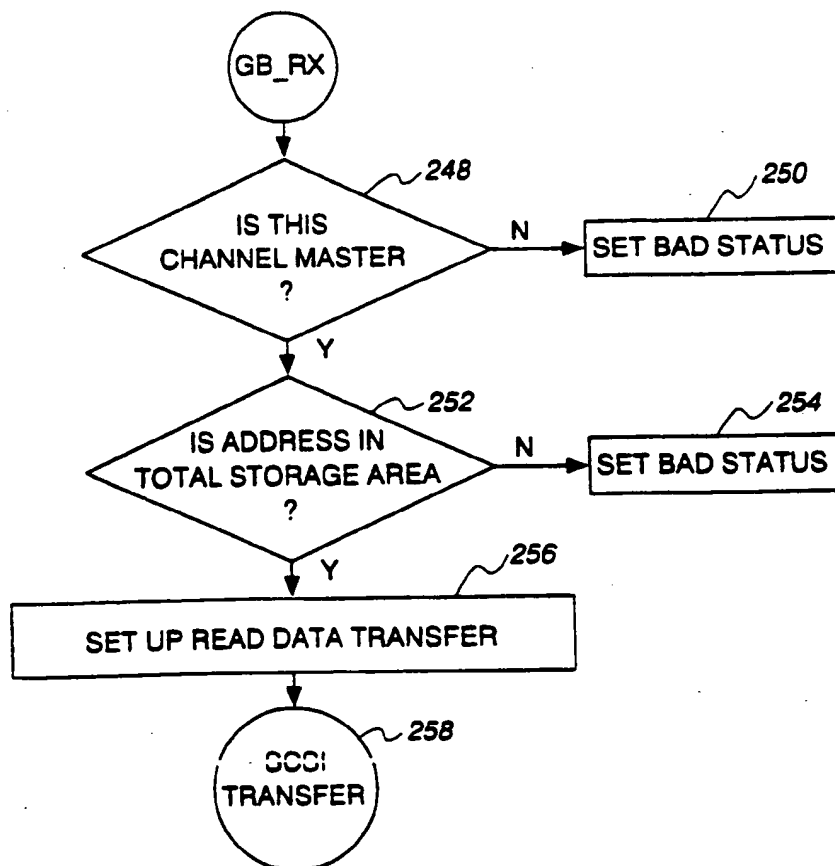 GB_RX
248
IS THIS
CHANNEL MASTER
?
N
250
SET BAD STATUS
Y
252
IS ADDRESS IN
TOTAL STORAGE AREA
?
N
254
SET BAD STATUS
Y
256
SET UP READ DATA TRANSFER
258
SCSI
TRANSFER